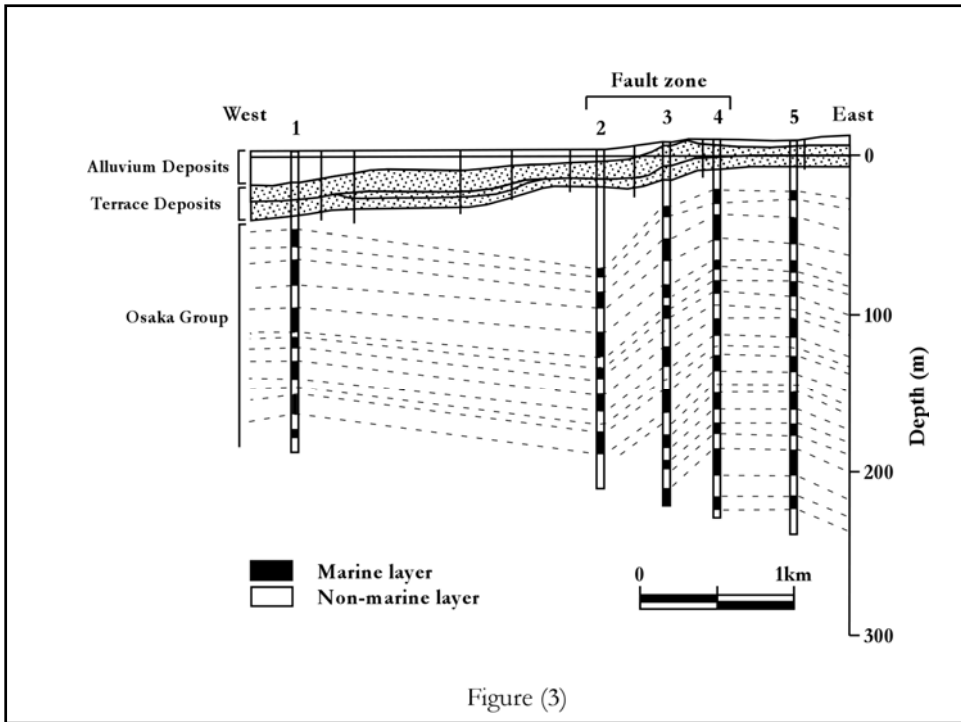 Fault zone
West 1 2 3 4 5 East
Alluvium Deposits
Terrace Deposits
Osaka Group
0
100
200
300
Depth (m)
Marine layer
Non-marine layer
0 1km
Figure (3)